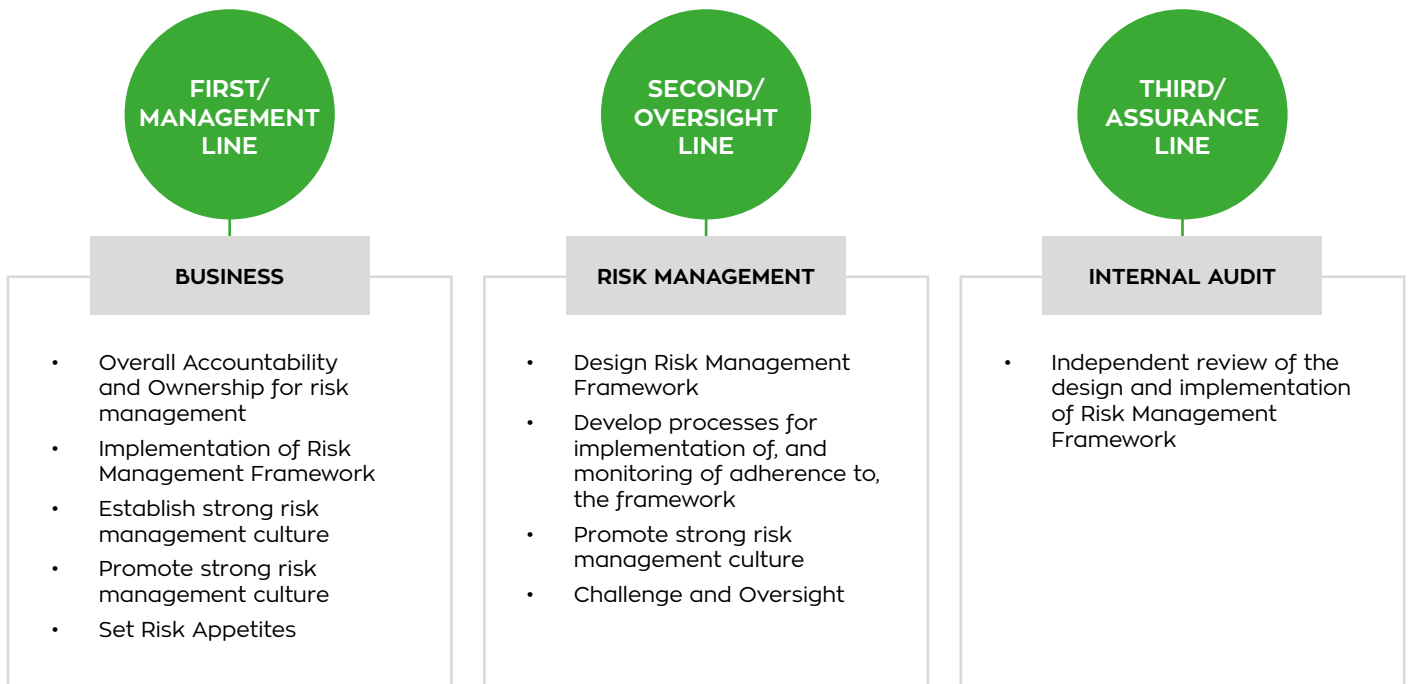 FIRST/
MANAGEMENT
LINE
BUSINESS
• Overall Accountability
and Ownership for risk
management
• Implementation of Risk
Management Framework
• Establish strong risk
management culture
• Promote strong risk
management culture
• Set Risk Appetites
SECOND/
OVERSIGHT
LINE
RISK MANAGEMENT
• Design Risk Management
Framework
• Develop processes for
implementation of, and
monitoring of adherence to,
the framework
• Promote strong risk
management culture
• Challenge and Oversight
THIRD/
ASSURANCE
LINE
INTERNAL AUDIT
• Independent review of the
design and implementation
of Risk Management
Framework